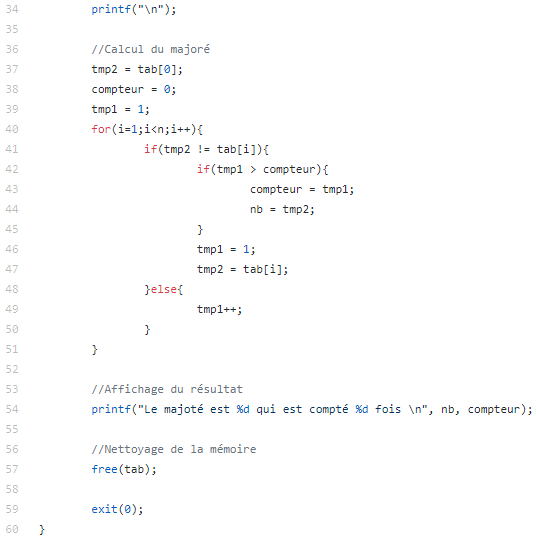 34 printf("\n");
35
36 //Calcul du majoré
37 tmp2 = tab[0];
38 compteur = 0;
39 tmp1 = 1;
40 for(i=1;i<n;i++){
41 if(tmp2 != tab[i]){
42 if(tmp1 > compteur){
43 compteur = tmp1;
44 nb = tmp2;
45 }
46 tmp1 = 1;
47 tmp2 = tab[i];
48 }else{
49 tmp1++;
50 }
51 }
52
53 //Affichage du résultat
54 printf("Le majoté est %d qui est compté %d fois \n", nb, compteur);
55
56 //Nettoyage de la mémoire
57 free(tab);
58
59 exit(0);
60 }